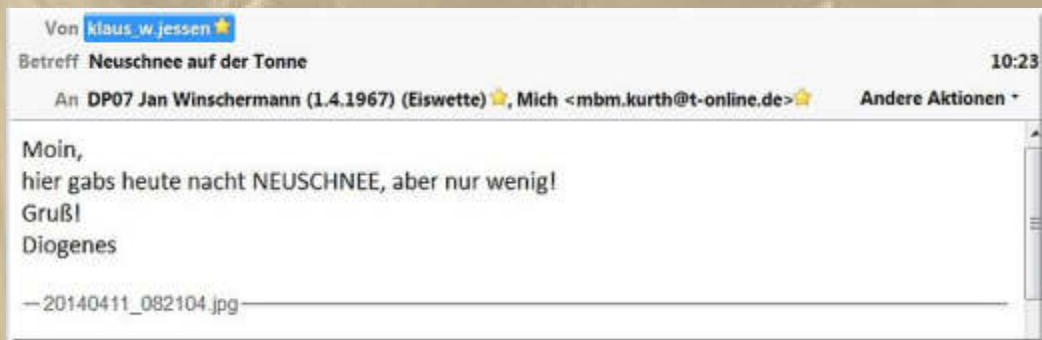 Von klaus_w.jessen
Betreff Neuschnee auf der Tonne 10:23
An DP07 Jan Winschermann (1.4.1967) (Eiswette), Mich <mbm.kurth@t-online.de> Andere Aktionen
Moin,
hier gabs heute nacht NEUSCHNEE, aber nur wenig!
Gruß!
Diogenes
20140411_082104.jpg